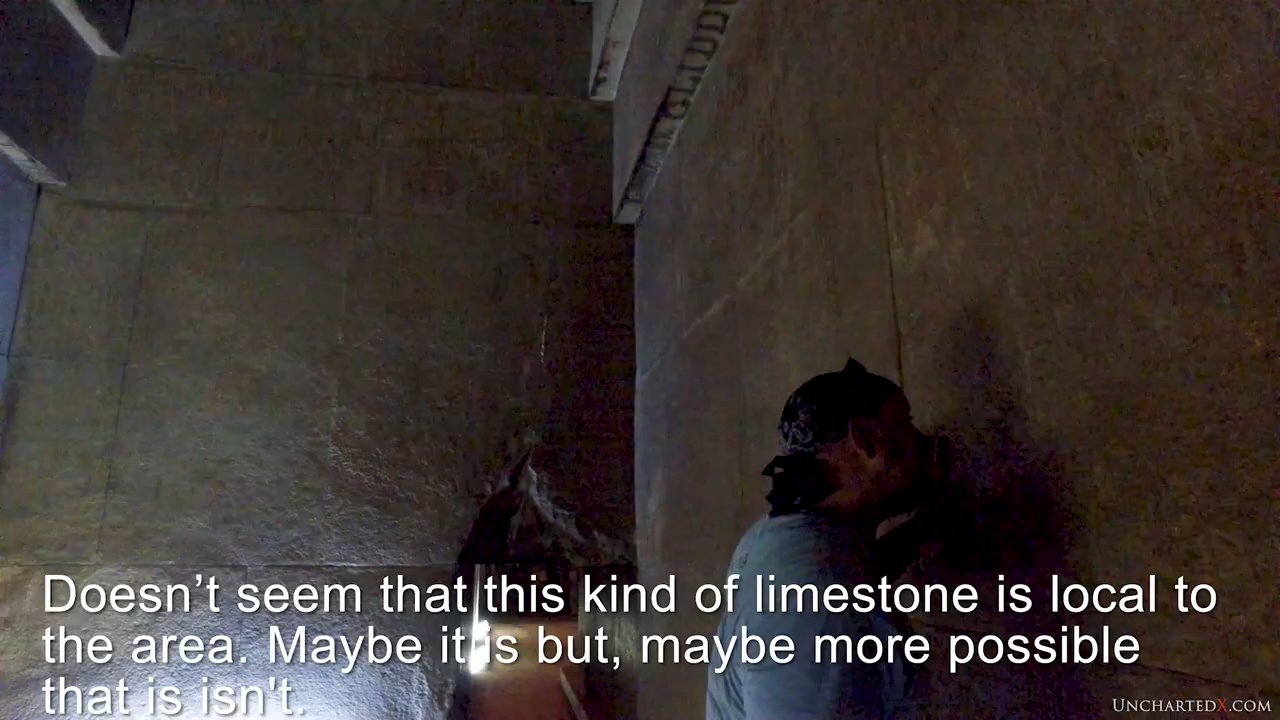 Doesn’t seem that this kind of limestone is local to
the area. Maybe it is but, maybe more possible
that is isn't.
UNCHARTEDX.COM